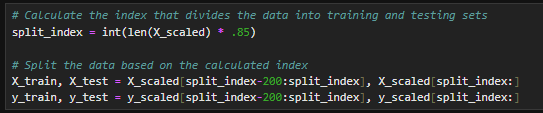 # Calculate the index that divides the data into training and testing sets
split_index = int(len(X_scaled) * .85)
# Split the data based on the calculated index
X_train, X_test = X_scaled[split_index-200:split_index], X_scaled[split_index:]
y_train, y_test = y_scaled[split_index-200:split_index], y_scaled[split_index:]